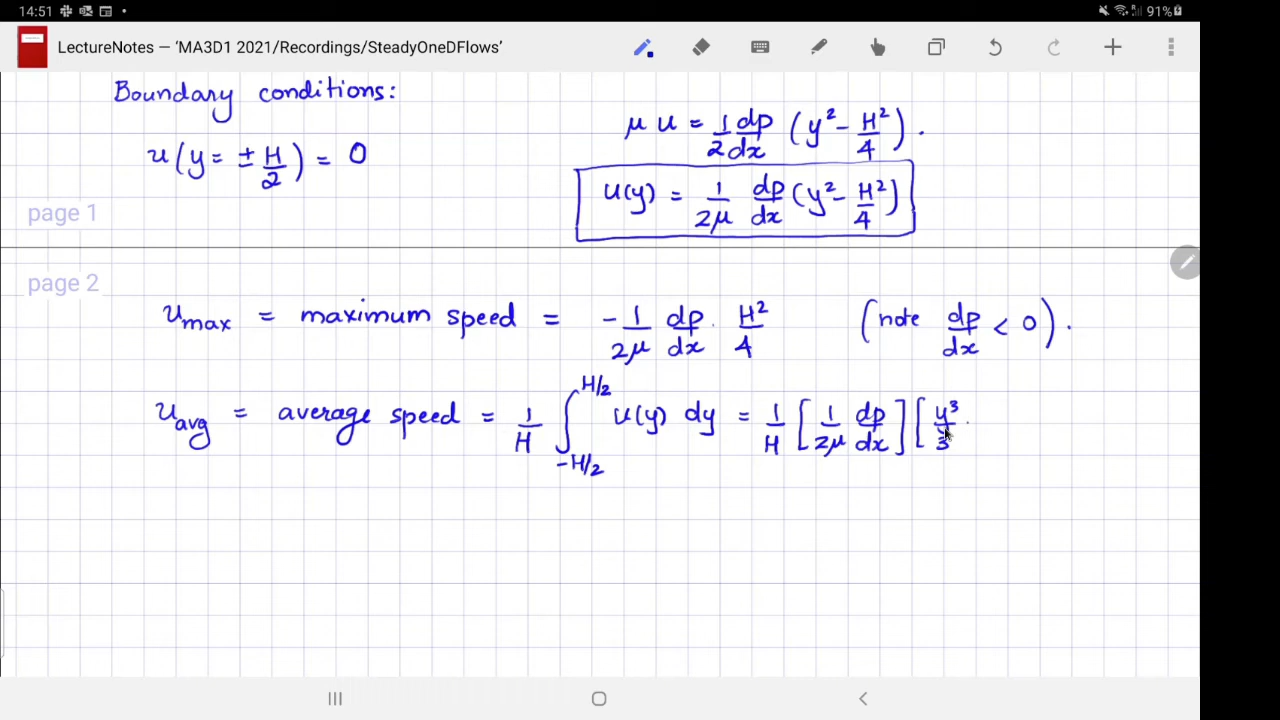 14:51
91%
LectureNotes — ‘MA3D1 2021/Recordings/SteadyOneDFlows’
Boundary conditions:
u(y = ± H/2) = 0
μ u = 1/2 dp/dx (y² − H²/4).
u(y) = 1/2μ dp/dx (y² − H²/4)
page 1
page 2
u_max = maximum speed = − 1/2μ dp/dx . H²/4 (note dp/dx < 0).
u_avg = average speed = 1/H ∫_{−H/2}^{H/2} u(y) dy = 1/H [1/2μ dp/dx] [y³/3